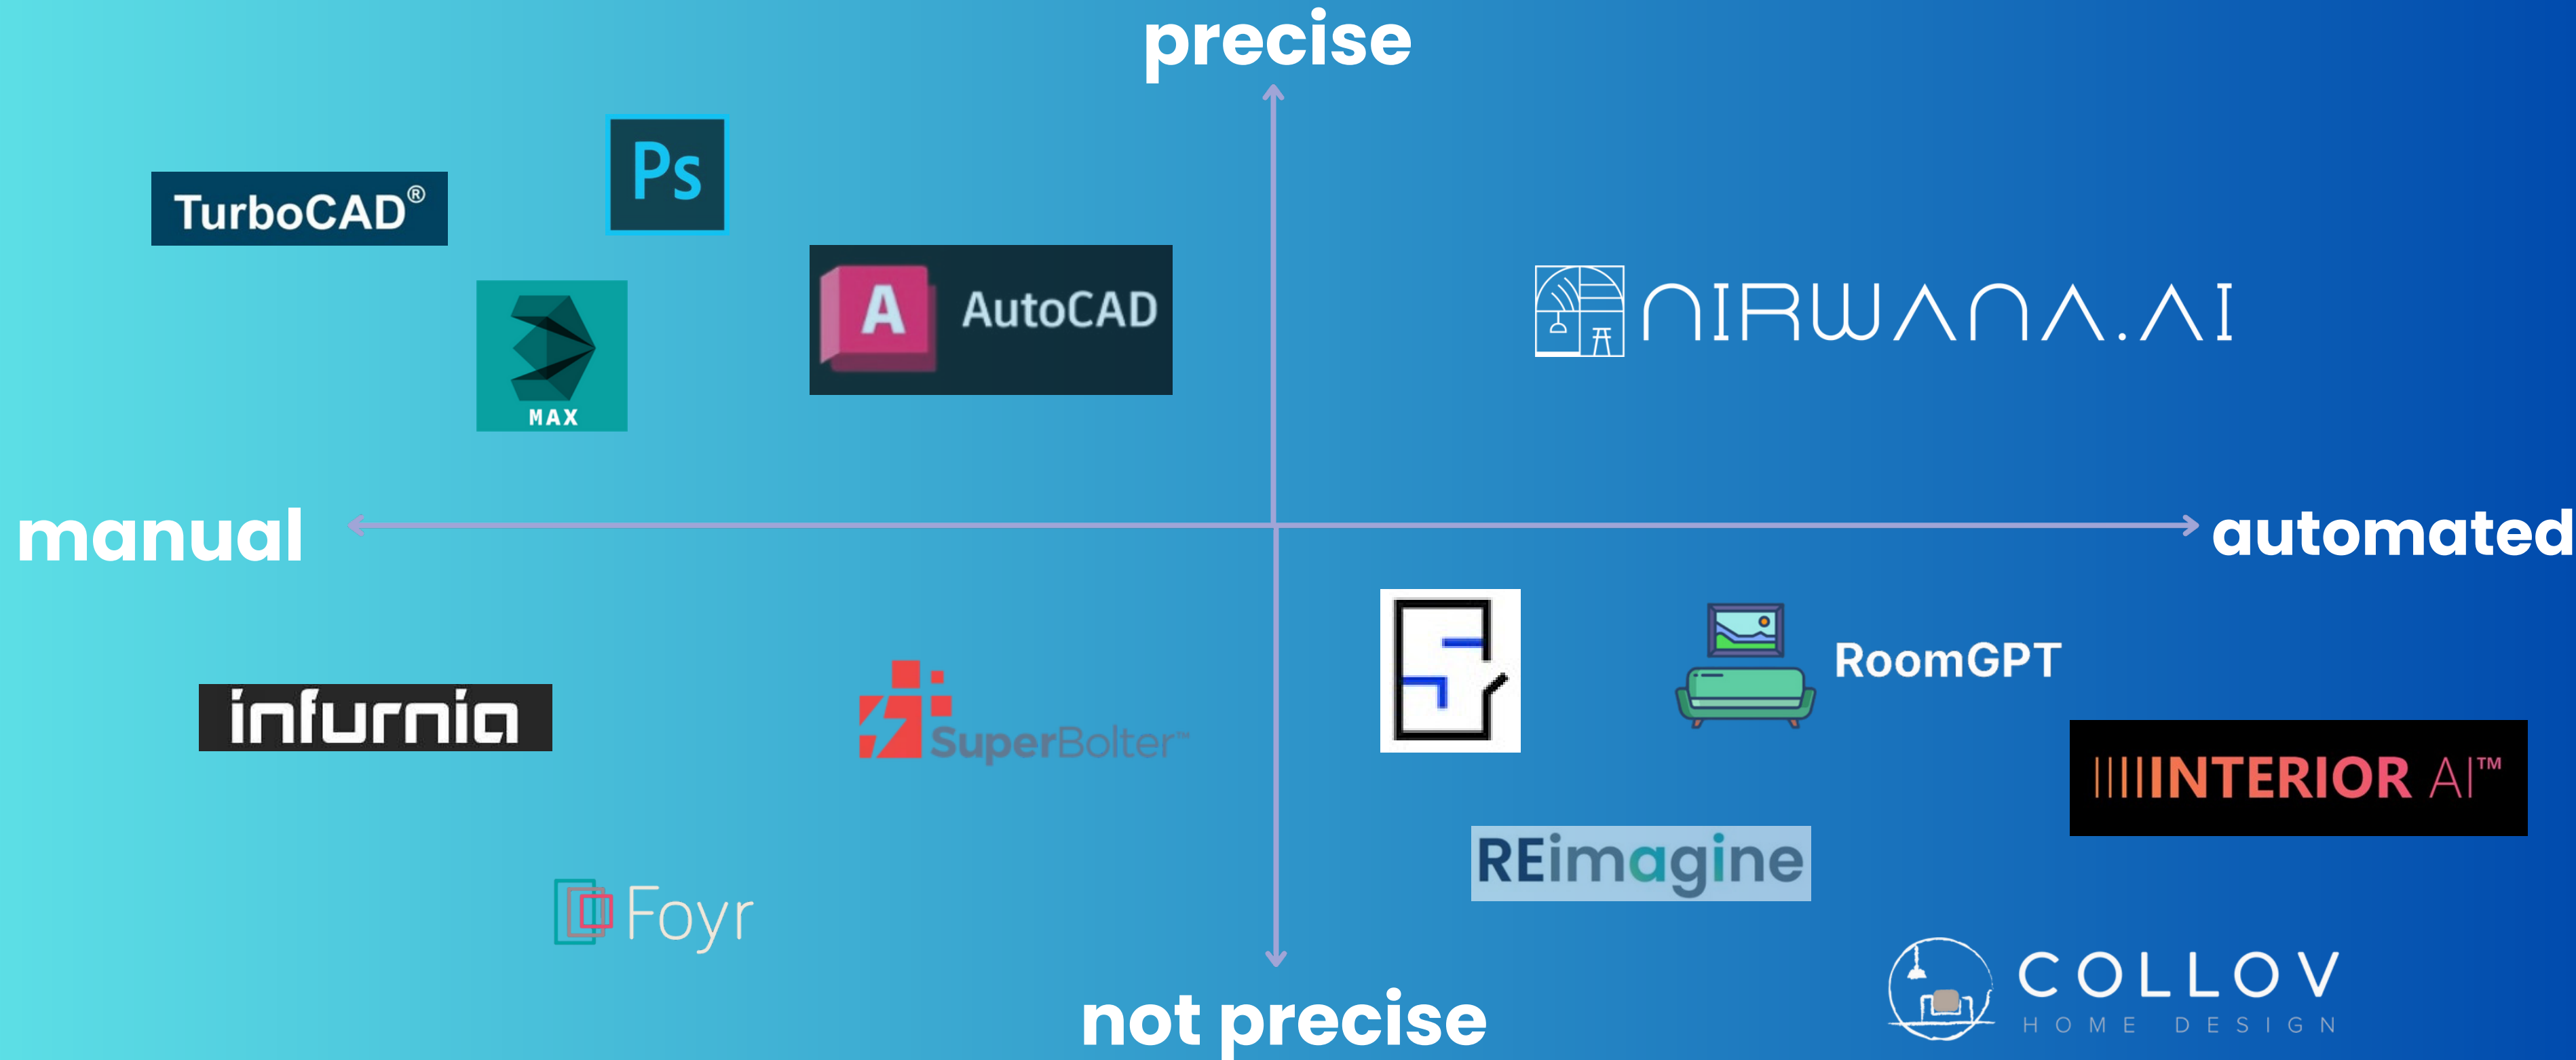 precise
Ps
TurboCAD®
A AutoCAD
NIRWANA.AI
MAX
manual
automated
RoomGPT
infurnia
SuperBolter™
INTERIOR AI™
REimagine
Foyr
COLLOV
HOME DESIGN
not precise